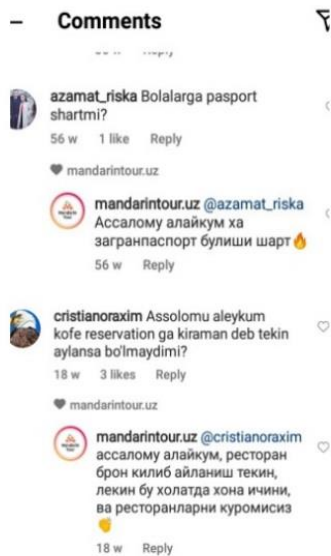 Comments
azamat_riska Bolalarga pasport
shartmi?
56 w 1 like Reply
mandarintour.uz
mandarintour.uz @azamat_riska
Ассалому алайкум ха
загранпаспорт булиши шарт🔥
56 w Reply
cristianoraxim Assolomu aleykum
kofe reservation ga kiraman deb tekin
aylansa bo'lmaydimi?
18 w 3 likes Reply
mandarintour.uz
mandarintour.uz @cristianoraxim
ассалому алайкум, ресторан
брон килиб айланиш текин,
лекин бу холатда хона ичини,
ва ресторанларни куромисиз
👏
18 w Reply